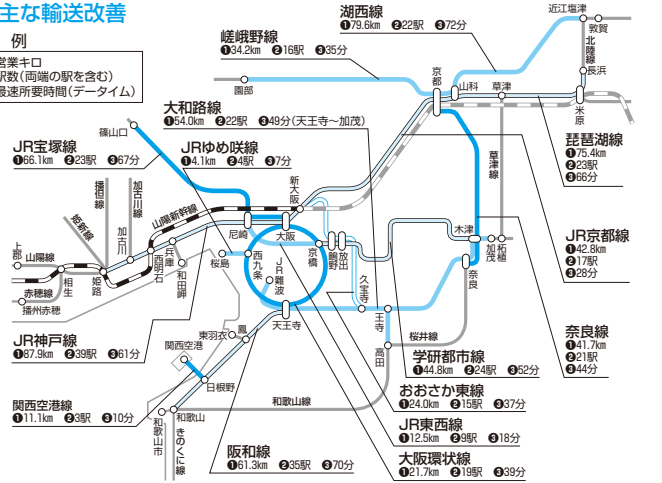 主な輸送改善
例
営業キロ
駅数(両端の駅を含む)
最速所要時間(データイム)
湖西線
❶79.6km ❷22駅 ❸72分
嵯峨野線
❶34.2km ❷16駅 ❸35分
近江塩津
敦賀
北陸線
長浜
園部
京都
山科
草津
米原
大和路線
❶54.0km ❷22駅 ❸49分(天王寺〜加茂)
篠山口
JR宝塚線
❶66.1km ❷23駅 ❸67分
JRゆめ咲線
❶4.1km ❷4駅 ❸7分
琵琶湖線
❶75.4km
❷23駅
❸66分
草津線
新大阪
播但線
加古川線
山陽新幹線
姫新線
尼崎
大阪
加古川
西明石
兵庫
和田岬
桜島
西九条
JR難波
京橋
鴫野
放出
久宝寺
木津
加茂
柘植
奈良
上郡
山陽線
相生
姫路
赤穂線
播州赤穂
JR京都線
❶42.8km
❷17駅
❸28分
天王寺
王寺
桜井線
高田
JR神戸線
❶87.9km ❷39駅 ❸61分
東羽衣
鳳
関西空港
日根野
奈良線
❶41.7km
❷21駅
❸44分
学研都市線
❶44.8km ❷24駅 ❸52分
おおさか東線
❶24.0km ❷15駅 ❸37分
関西空港線
❶11.1km ❷3駅 ❸10分
和歌山
和歌山市
きのくに線
和歌山線
JR東西線
❶12.5km ❷9駅 ❸18分
阪和線
❶61.3km ❷35駅 ❸70分
大阪環状線
❶21.7km ❷19駅 ❸39分